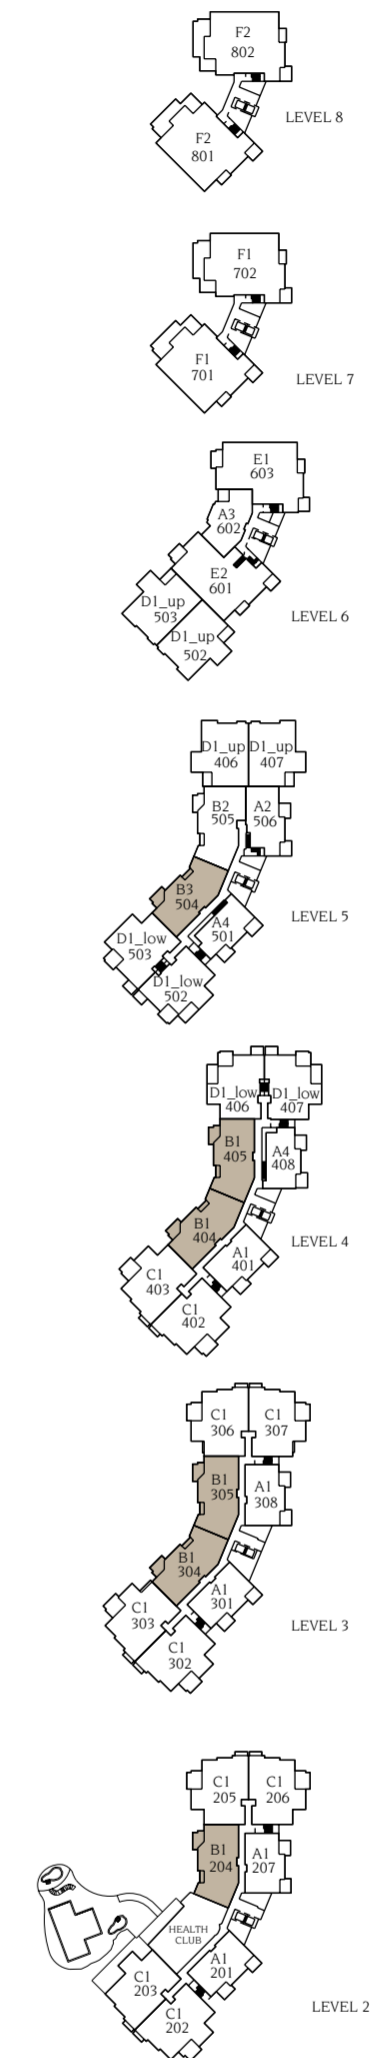 F2
802
LEVEL 8
F2
801
F1
702
F1
701
LEVEL 7
E1
603
A3
602
E2
601
D1_up
503
D1_up
502
LEVEL 6
D1_up
406
D1_up
407
B2
505
A2
506
B3
504
A4
501
LEVEL 5
D1_low
503
D1_low
502
D1_low
406
D1_low
407
B1
405
A4
408
B1
404
LEVEL 4
A1
401
C1
403
C1
402
C1
306
C1
307
B1
305
A1
308
B1
304
A1
301
C1
303
LEVEL 3
C1
302
C1
205
C1
206
B1
204
A1
207
HEALTH
CLUB
A1
201
C1
203
LEVEL 2
C1
202